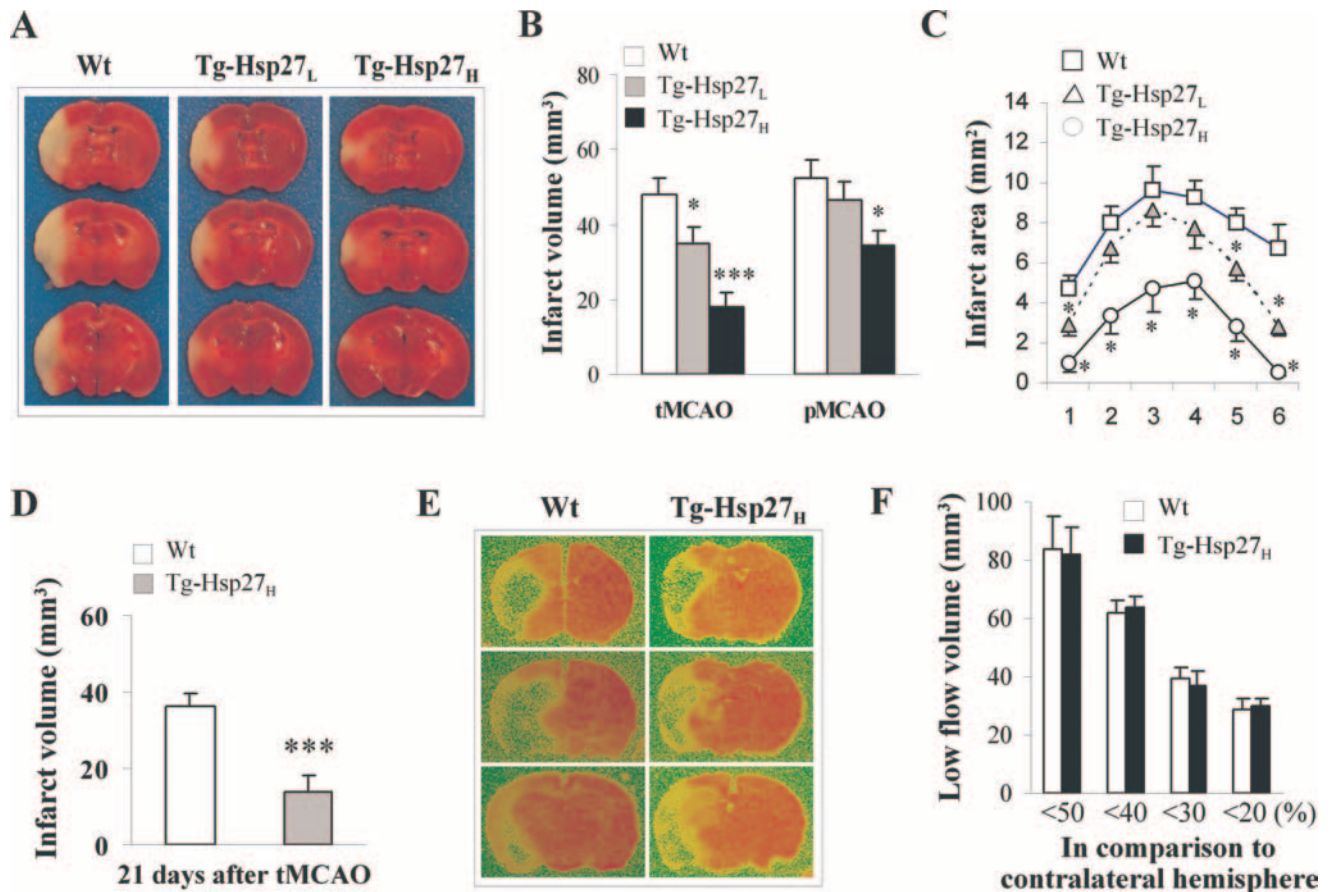 A
Wt Tg-Hsp27L Tg-Hsp27H
B
Wt
Tg-Hsp27L
Tg-Hsp27H
Infarct volume (mm³)
80
60
40
20
0
*
***
*
tMCAO pMCAO
C
Wt
Tg-Hsp27L
Tg-Hsp27H
Infarct area (mm²)
14
12
10
8
6
4
2
0
*
*
*
*
*
*
*
*
*
1 2 3 4 5 6
D
Wt
Tg-Hsp27H
Infarct volume (mm³)
60
40
20
0
***
21 days after tMCAO
E
Wt Tg-Hsp27H
F
Wt
Tg-Hsp27H
Low flow volume (mm³)
100
80
60
40
20
0
<50 <40 <30 <20 (%)
In comparison to
contralateral hemisphere